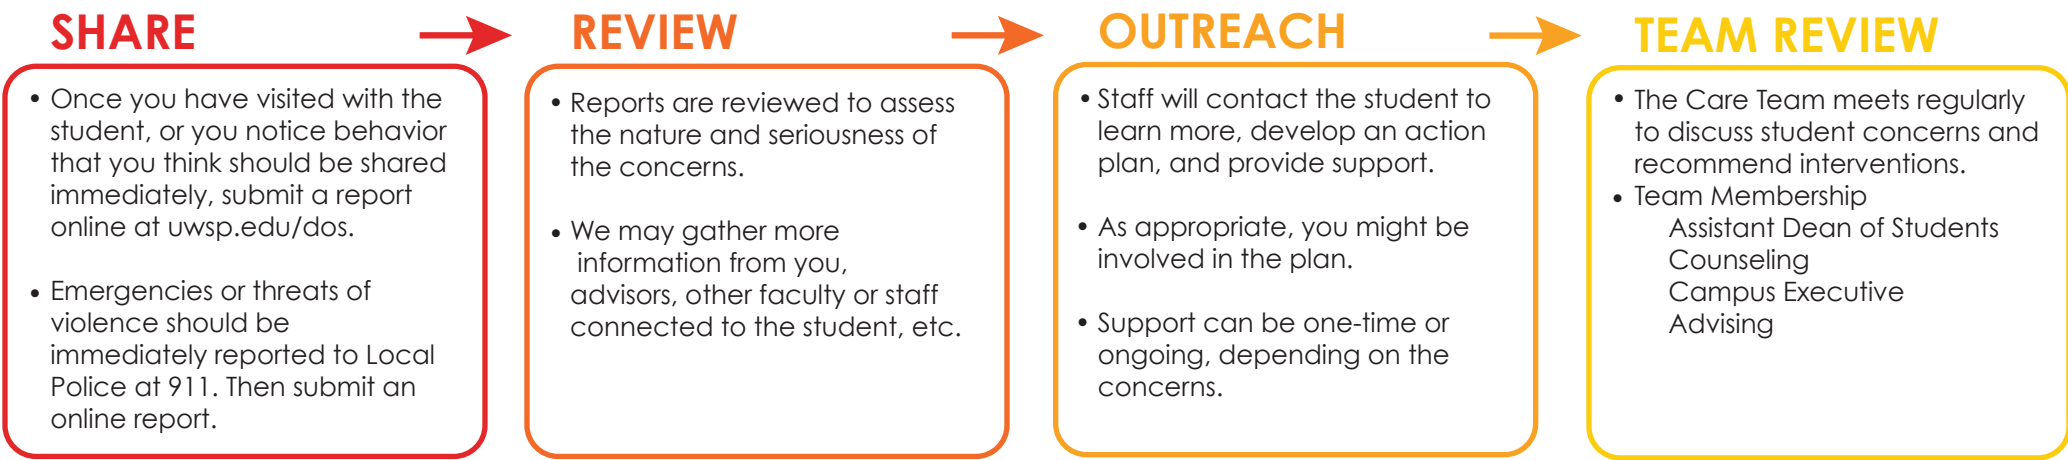 SHARE
• Once you have visited with the
student, or you notice behavior
that you think should be shared
immediately, submit a report
online at uwsp.edu/dos.
• Emergencies or threats of
violence should be
immediately reported to Local
Police at 911. Then submit an
online report.
REVIEW
• Reports are reviewed to assess
the nature and seriousness of
the concerns.
• We may gather more
information from you,
advisors, other faculty or staff
connected to the student, etc.
OUTREACH
• Staff will contact the student to
learn more, develop an action
plan, and provide support.
• As appropriate, you might be
involved in the plan.
• Support can be one-time or
ongoing, depending on the
concerns.
TEAM REVIEW
• The Care Team meets regularly
to discuss student concerns and
recommend interventions.
• Team Membership
Assistant Dean of Students
Counseling
Campus Executive
Advising